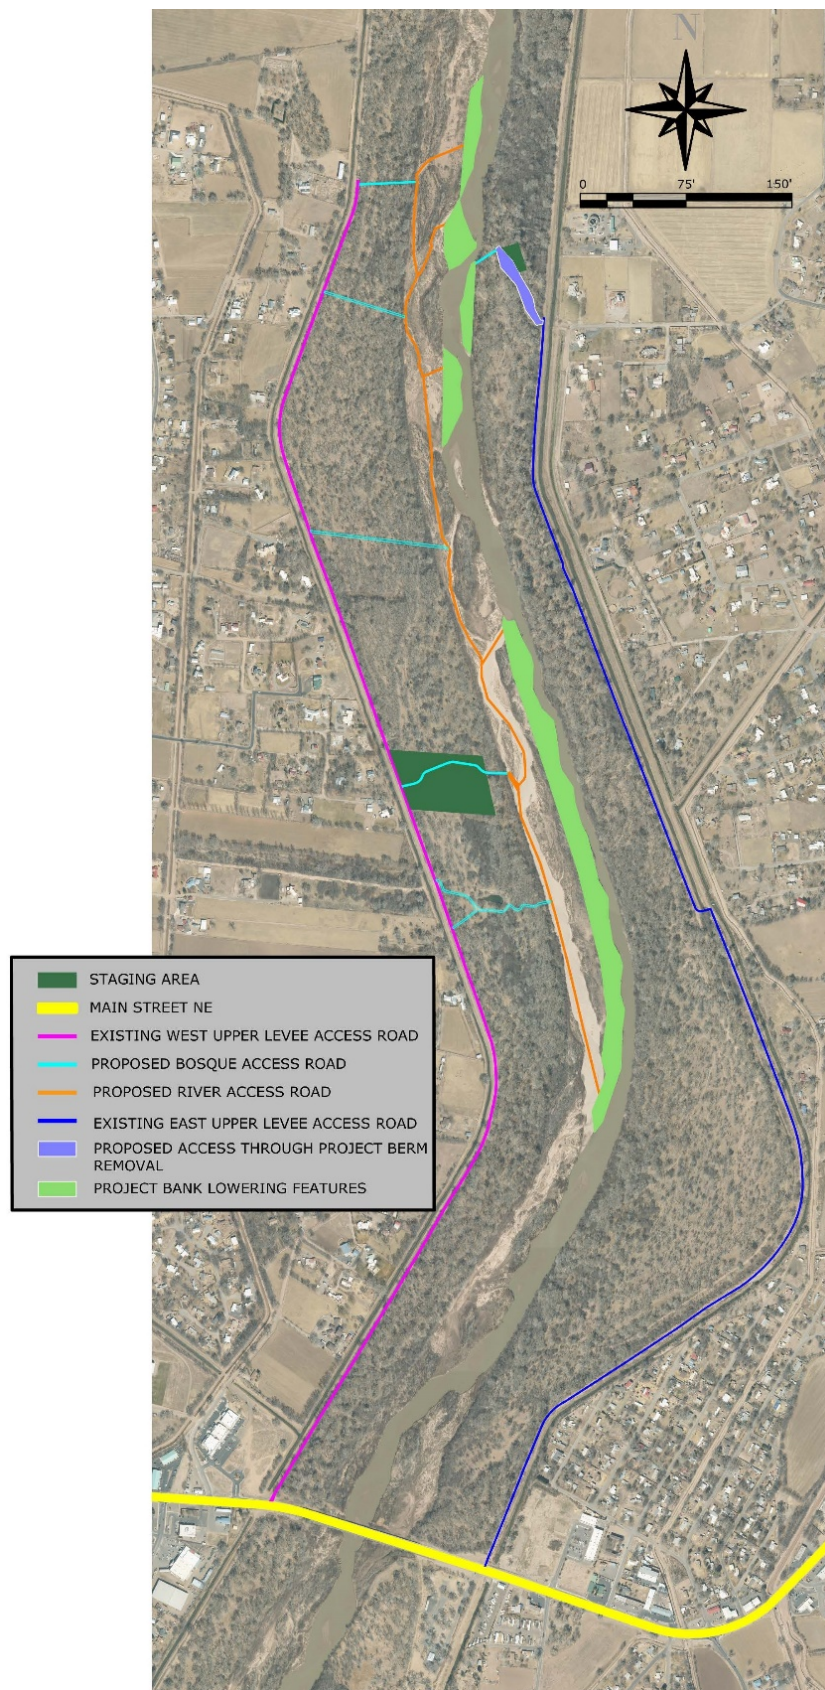 N
0 75' 150'
STAGING AREA
MAIN STREET NE
EXISTING WEST UPPER LEVEE ACCESS ROAD
PROPOSED BOSQUE ACCESS ROAD
PROPOSED RIVER ACCESS ROAD
EXISTING EAST UPPER LEVEE ACCESS ROAD
PROPOSED ACCESS THROUGH PROJECT BERM
REMOVAL
PROJECT BANK LOWERING FEATURES